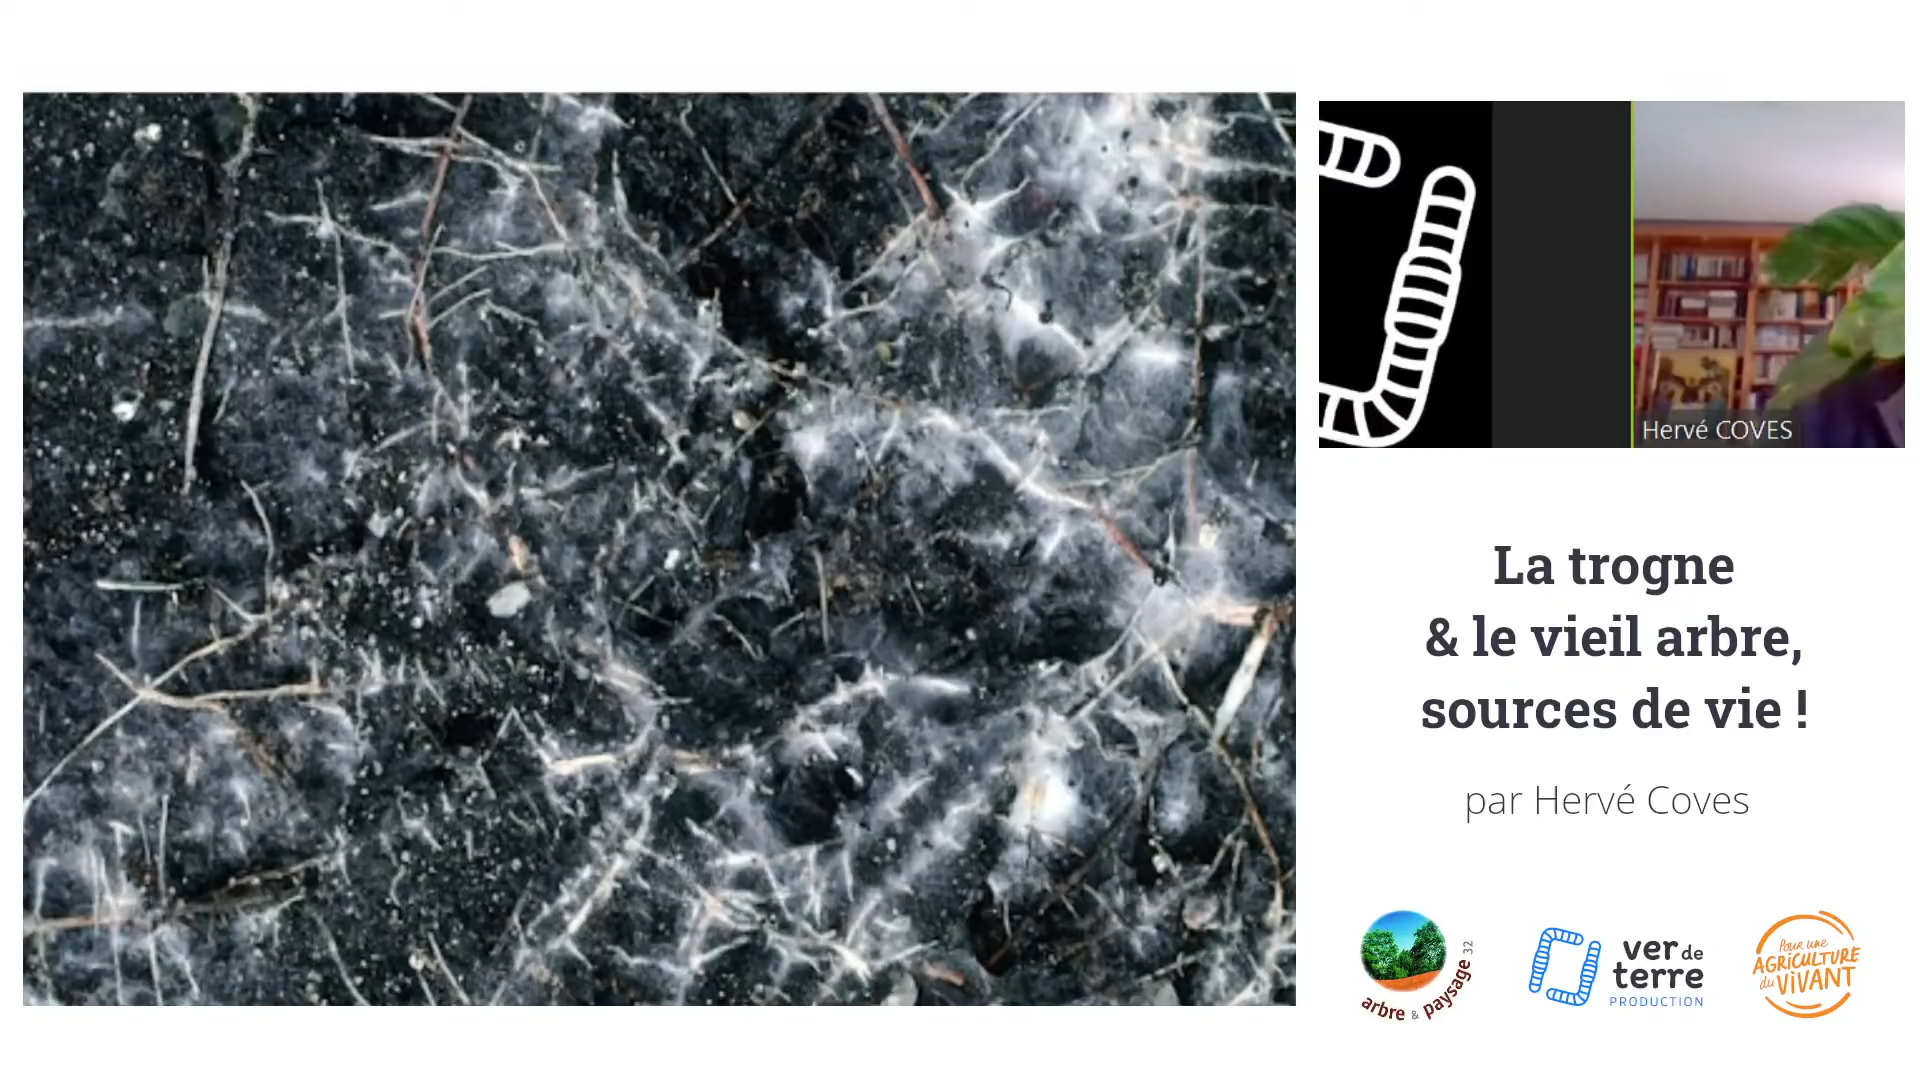 Hervé COVES
La trogne
& le vieil arbre,
sources de vie !
par Hervé Coves
arbre & paysage 32
ver de
terre
PRODUCTION
Pour une
AGRICULTURE
du VIVANT